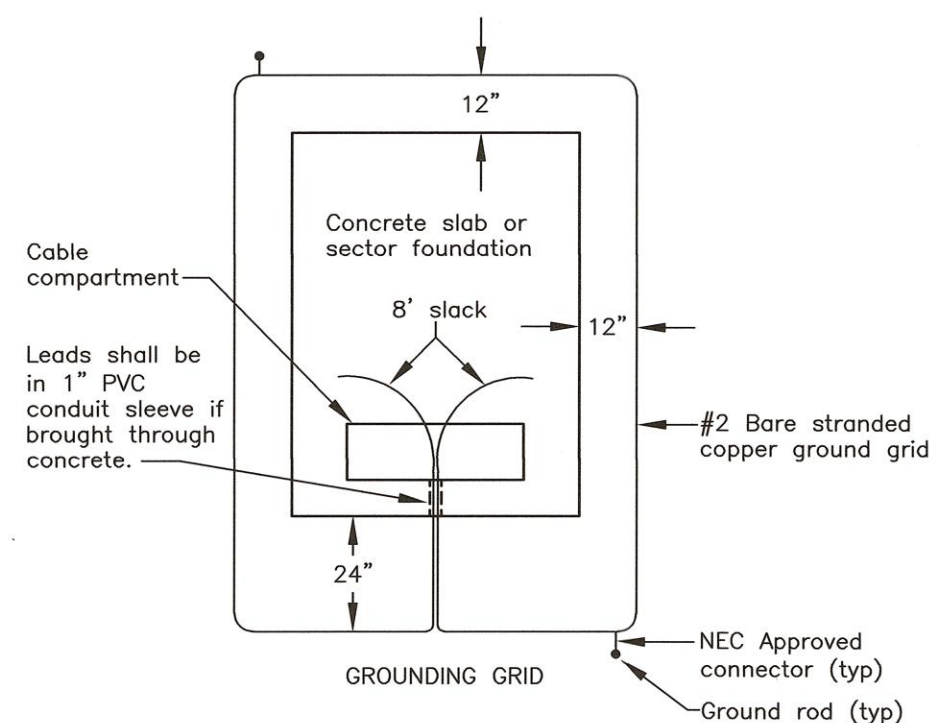 12”
Concrete slab or
sector foundation
Cable
compartment
8’ slack
12”
Leads shall be
in 1” PVC
conduit sleeve if
brought through
concrete.
#2 Bare stranded
copper ground grid
24”
GROUNDING GRID
NEC Approved
connector (typ)
Ground rod (typ)